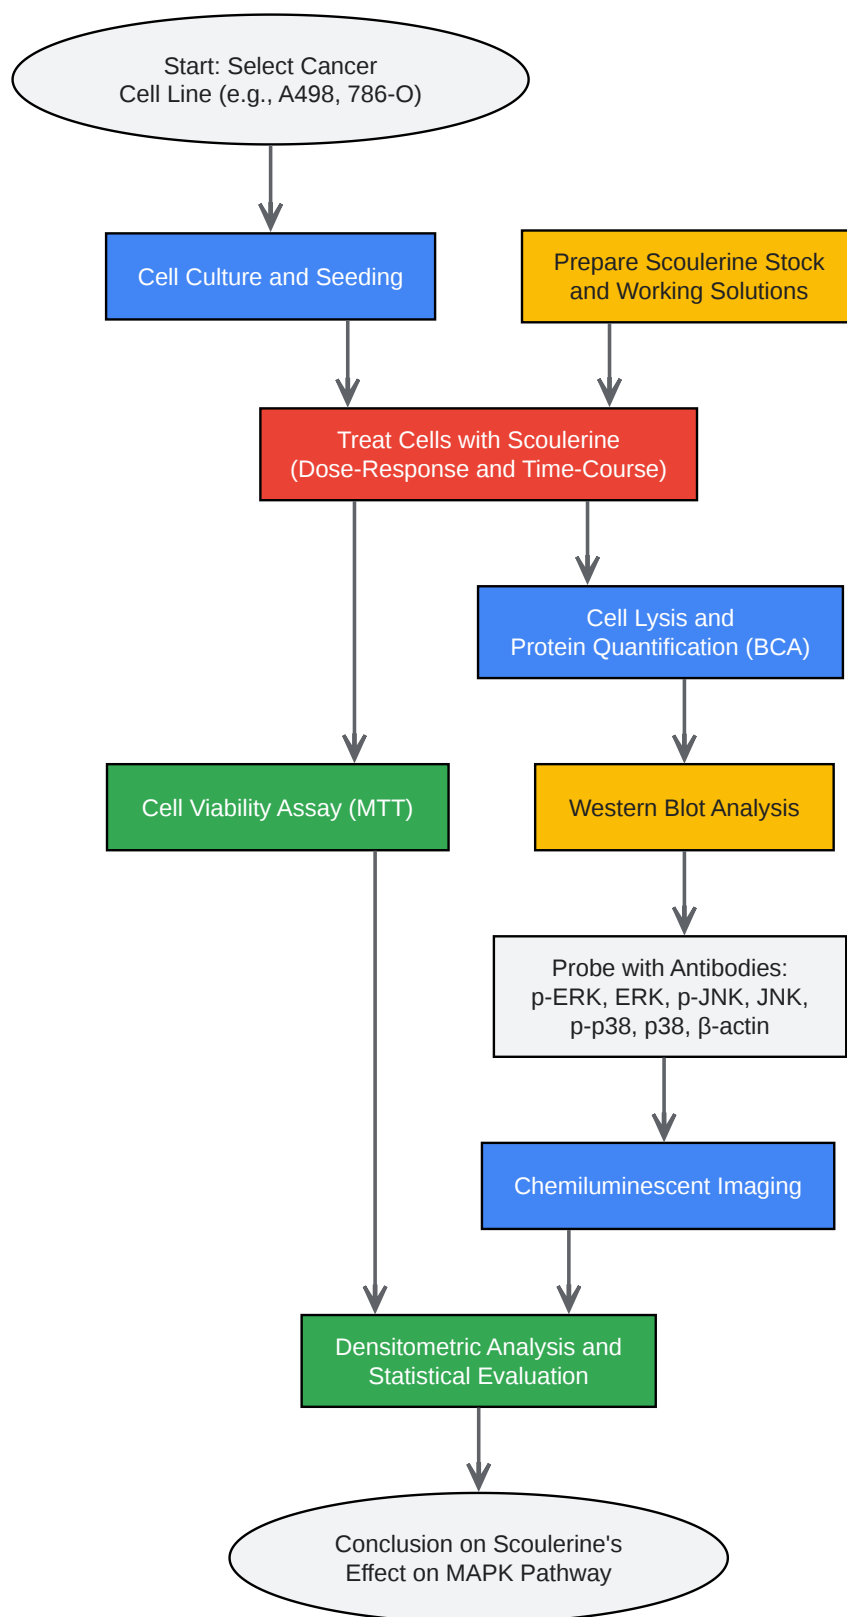 Start: Select Cancer
Cell Line (e.g., A498, 786-O)
Cell Culture and Seeding
Prepare Scoulerine Stock
and Working Solutions
Treat Cells with Scoulerine
(Dose-Response and Time-Course)
Cell Lysis and
Protein Quantification (BCA)
Cell Viability Assay (MTT)
Western Blot Analysis
Probe with Antibodies:
p-ERK, ERK, p-JNK, JNK,
p-p38, p38, β-actin
Chemiluminescent Imaging
Densitometric Analysis and
Statistical Evaluation
Conclusion on Scoulerine's
Effect on MAPK Pathway